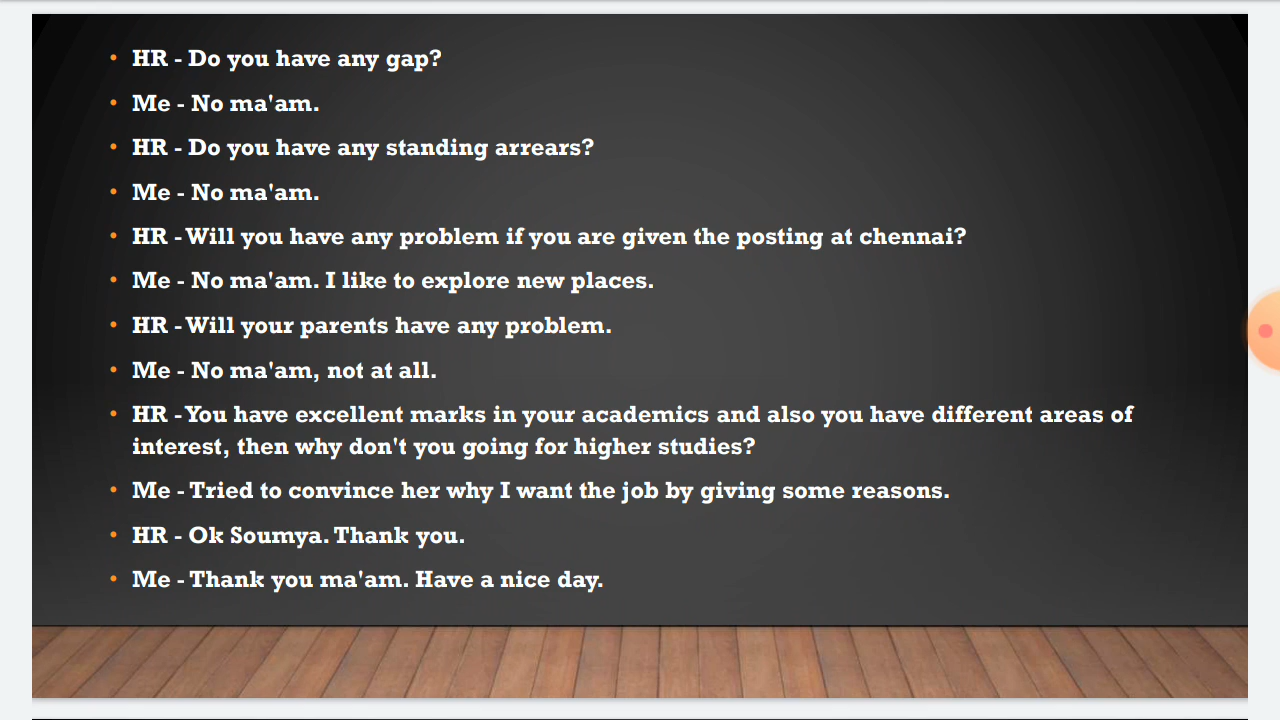 • HR - Do you have any gap?
• Me - No ma'am.
• HR - Do you have any standing arrears?
• Me - No ma'am.
• HR - Will you have any problem if you are given the posting at chennai?
• Me - No ma'am. I like to explore new places.
• HR - Will your parents have any problem.
• Me - No ma'am, not at all.
• HR - You have excellent marks in your academics and also you have different areas of
interest, then why don't you going for higher studies?
• Me - Tried to convince her why I want the job by giving some reasons.
• HR - Ok Soumya. Thank you.
• Me - Thank you ma'am. Have a nice day.